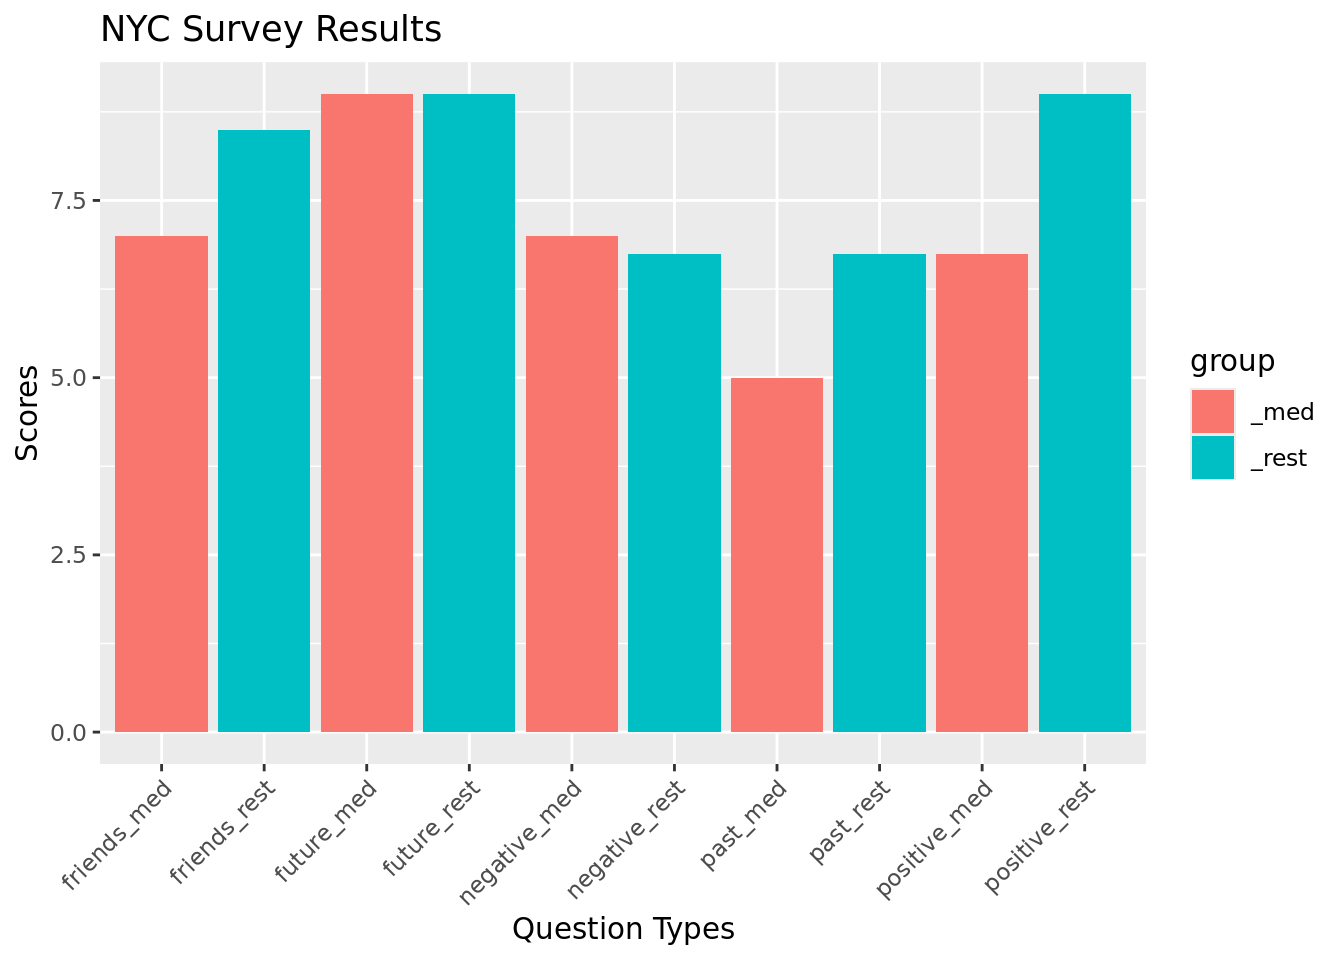 NYC Survey Results
Scores
7.5
5.0
2.5
0.0
friends_med
friends_rest
future_med
future_rest
negative_med
negative_rest
past_med
past_rest
positive_med
positive_rest
Question Types
group
_med
_rest